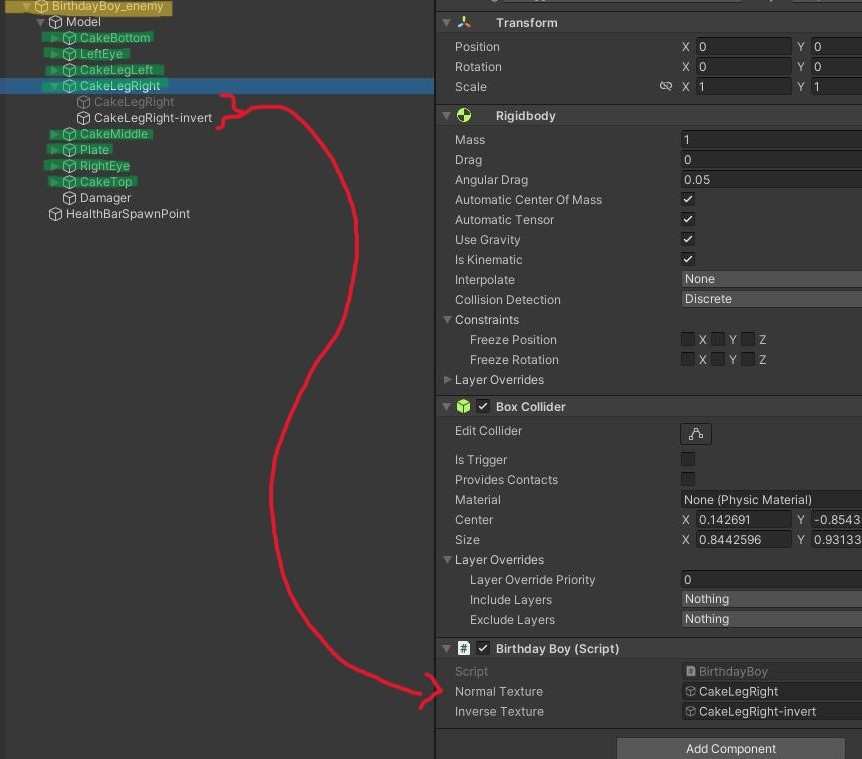 BirthdayBoy_enemy
Model
CakeBottom
LeftEye
CakeLegLeft
CakeLegRight
CakeLegRight
CakeLegRight-invert
CakeMiddle
Plate
RightEye
CakeTop
Damager
HealthBarSpawnPoint
Transform
Position X 0 Y 0
Rotation X 0 Y 0
Scale X 1 Y 1
Rigidbody
Mass 1
Drag 0
Angular Drag 0.05
Automatic Center Of Mass
Automatic Tensor
Use Gravity
Is Kinematic
Interpolate None
Collision Detection Discrete
Constraints
Freeze Position X Y Z
Freeze Rotation X Y Z
Layer Overrides
Box Collider
Edit Collider
Is Trigger
Provides Contacts
Material None (Physic Material)
Center X 0.142691 Y -0.8543
Size X 0.8442596 Y 0.93133
Layer Overrides
Layer Override Priority 0
Include Layers Nothing
Exclude Layers Nothing
# Birthday Boy (Script)
Script # BirthdayBoy
Normal Texture CakeLegRight
Inverse Texture CakeLegRight-invert
Add Component